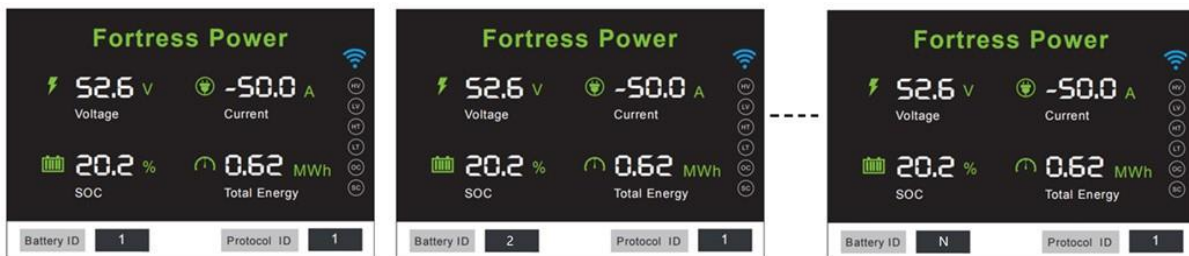 Fortress Power
52.6 V
Voltage
-50.0 A
Current
20.2 %
SOC
0.62 MWh
Total Energy
HV
LV
HT
LT
OC
SC
Battery ID 1
Protocol ID 1
Fortress Power
52.6 V
Voltage
-50.0 A
Current
20.2 %
SOC
0.62 MWh
Total Energy
HV
LV
HT
LT
OC
SC
Battery ID 2
Protocol ID 1
Fortress Power
52.6 V
Voltage
-50.0 A
Current
20.2 %
SOC
0.62 MWh
Total Energy
HV
LV
HT
LT
OC
SC
Battery ID N
Protocol ID 1